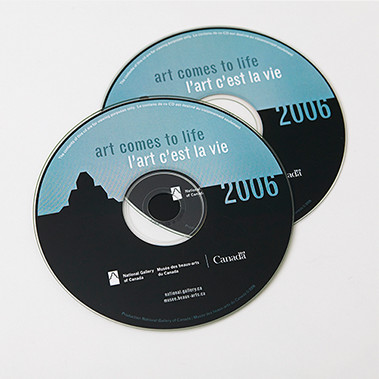 art comes to life
l'art c'est la vie
2006
Canada
art comes to life
l'art c'est la vie
2006
National Gallery
of Canada
National Gallery
of Canada
Musée des beaux-arts
du Canada
Canada
national.gallery.ca
musee.beaux-arts.ca